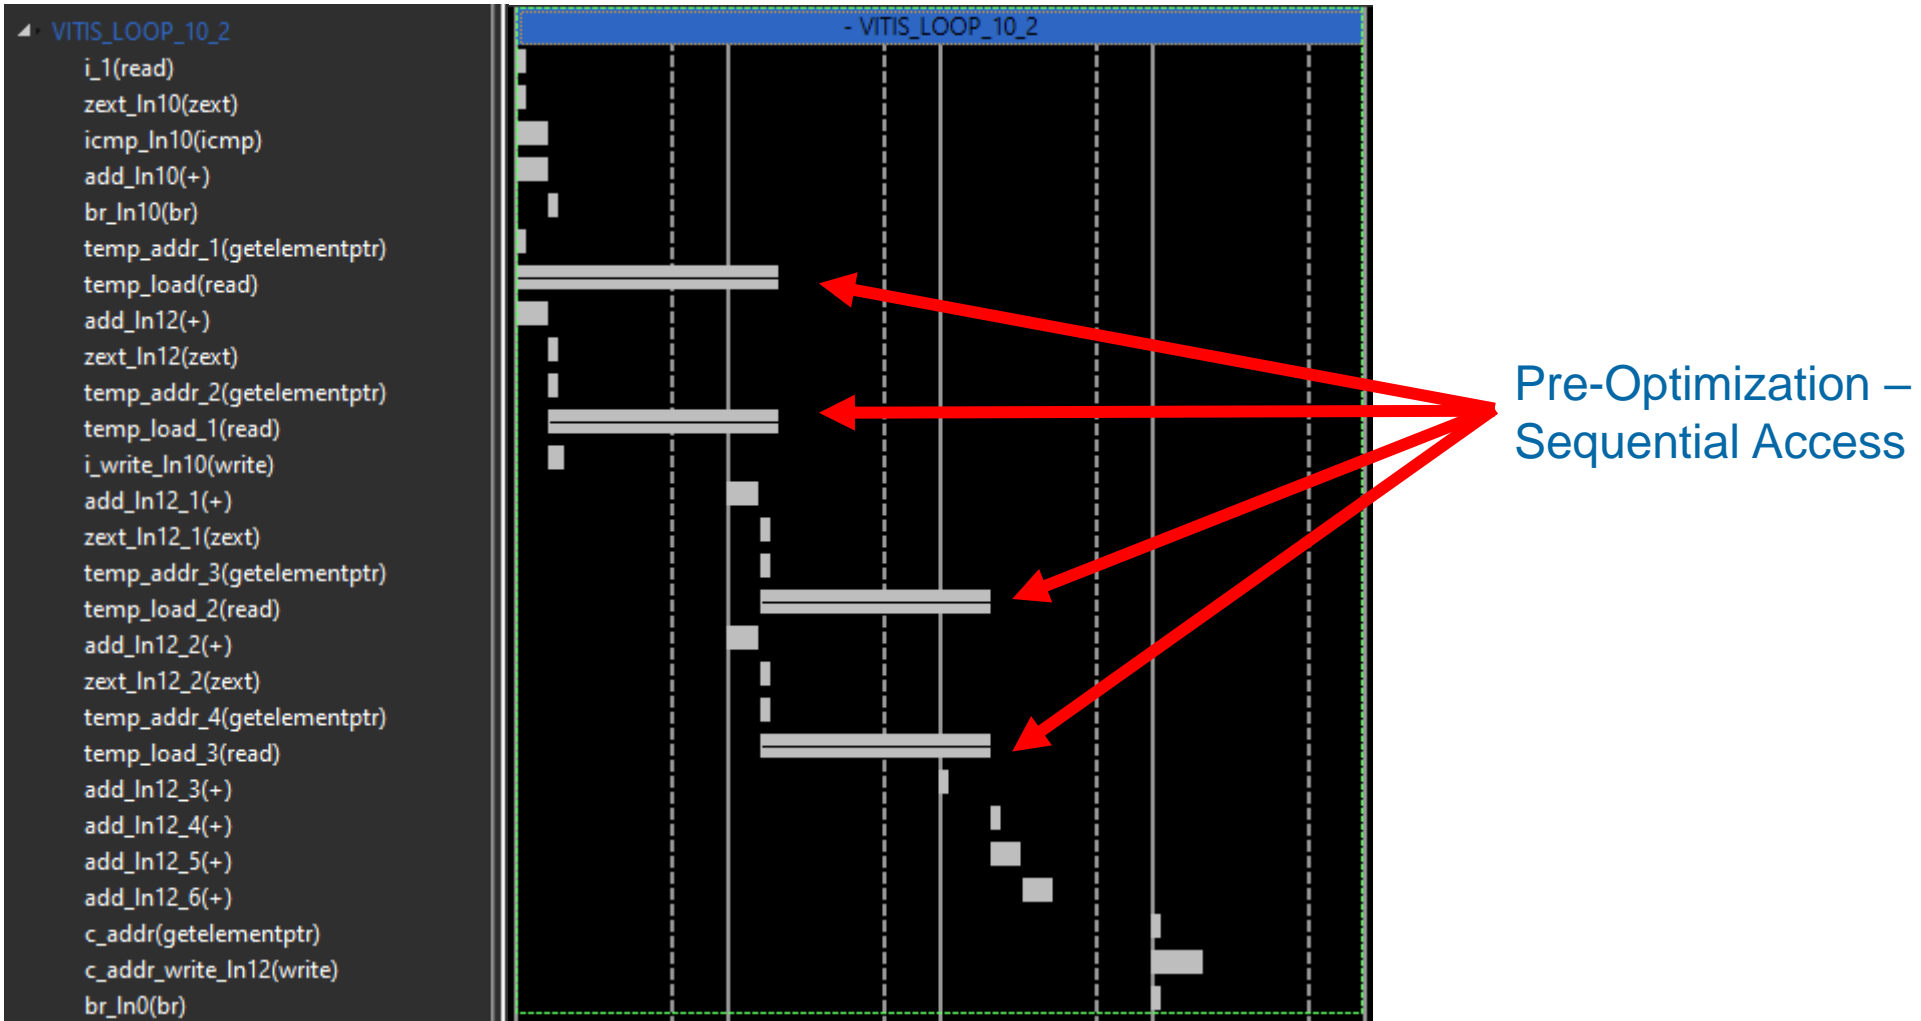 VITIS_LOOP_10_2
- VITIS_LOOP_10_2
i_1(read)
zext_ln10(zext)
icmp_ln10(icmp)
add_ln10(+)
br_ln10(br)
temp_addr_1(getelementptr)
temp_load(read)
add_ln12(+)
zext_ln12(zext)
temp_addr_2(getelementptr)
temp_load_1(read)
i_write_ln10(write)
add_ln12_1(+)
zext_ln12_1(zext)
temp_addr_3(getelementptr)
temp_load_2(read)
add_ln12_2(+)
zext_ln12_2(zext)
temp_addr_4(getelementptr)
temp_load_3(read)
add_ln12_3(+)
add_ln12_4(+)
add_ln12_5(+)
add_ln12_6(+)
c_addr(getelementptr)
c_addr_write_ln12(write)
br_ln0(br)
Pre-Optimization –
Sequential Access